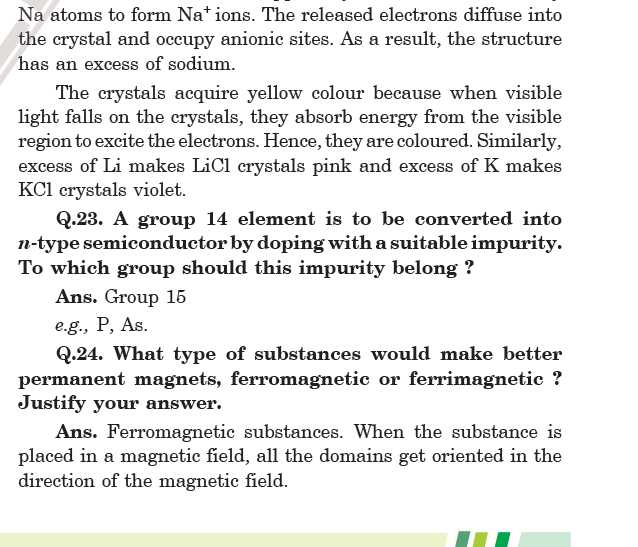 Na atoms to form Na⁺ ions. The released electrons diffuse into
the crystal and occupy anionic sites. As a result, the structure
has an excess of sodium.
The crystals acquire yellow colour because when visible
light falls on the crystals, they absorb energy from the visible
region to excite the electrons. Hence, they are coloured. Similarly,
excess of Li makes LiCl crystals pink and excess of K makes
KCl crystals violet.
Q.23. A group 14 element is to be converted into
n-type semiconductor by doping with a suitable impurity.
To which group should this impurity belong ?
Ans. Group 15
e.g., P, As.
Q.24. What type of substances would make better
permanent magnets, ferromagnetic or ferrimagnetic ?
Justify your answer.
Ans. Ferromagnetic substances. When the substance is
placed in a magnetic field, all the domains get oriented in the
direction of the magnetic field.